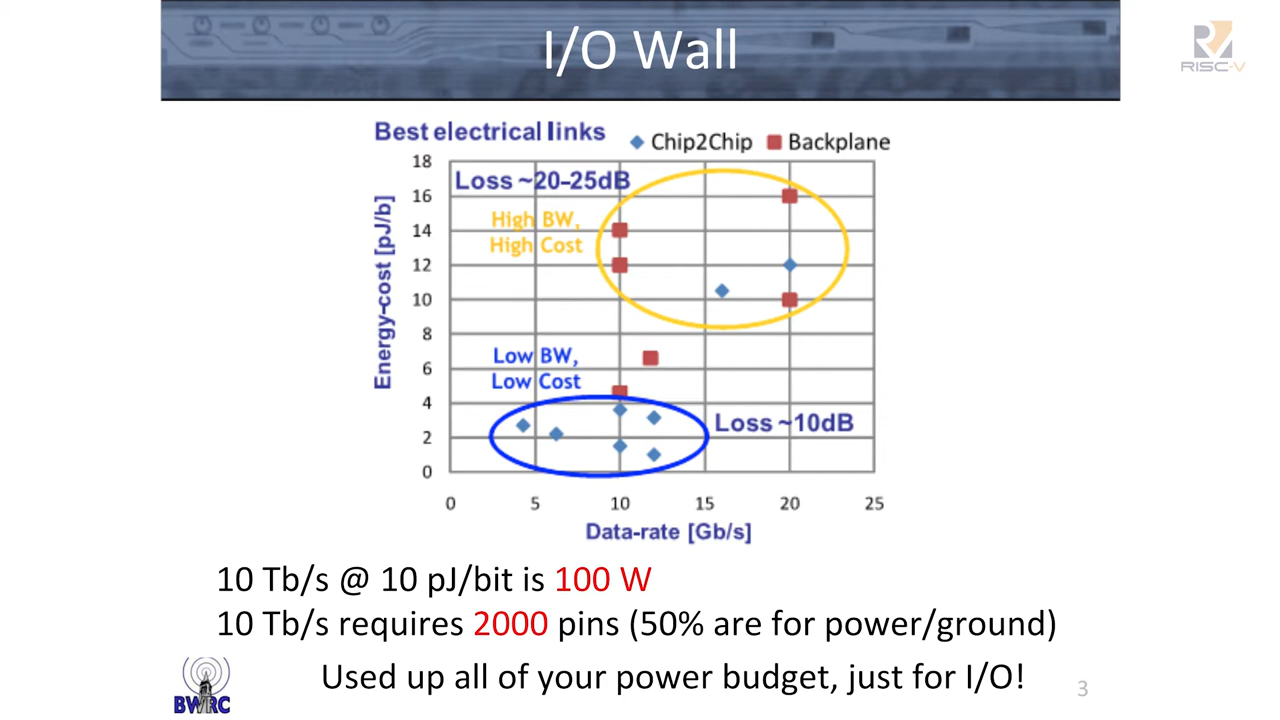 I/O Wall
RISC-V
Best electrical links
Chip2Chip
Backplane
18
16
14
12
10
8
6
4
2
0
Energy-cost [pJ/b]
Loss ~20-25dB
High BW,
High Cost
Low BW,
Low Cost
Loss ~10dB
0 5 10 15 20 25
Data-rate [Gb/s]
10 Tb/s @ 10 pJ/bit is 100 W
10 Tb/s requires 2000 pins (50% are for power/ground)
Used up all of your power budget, just for I/O!
BWRC
3